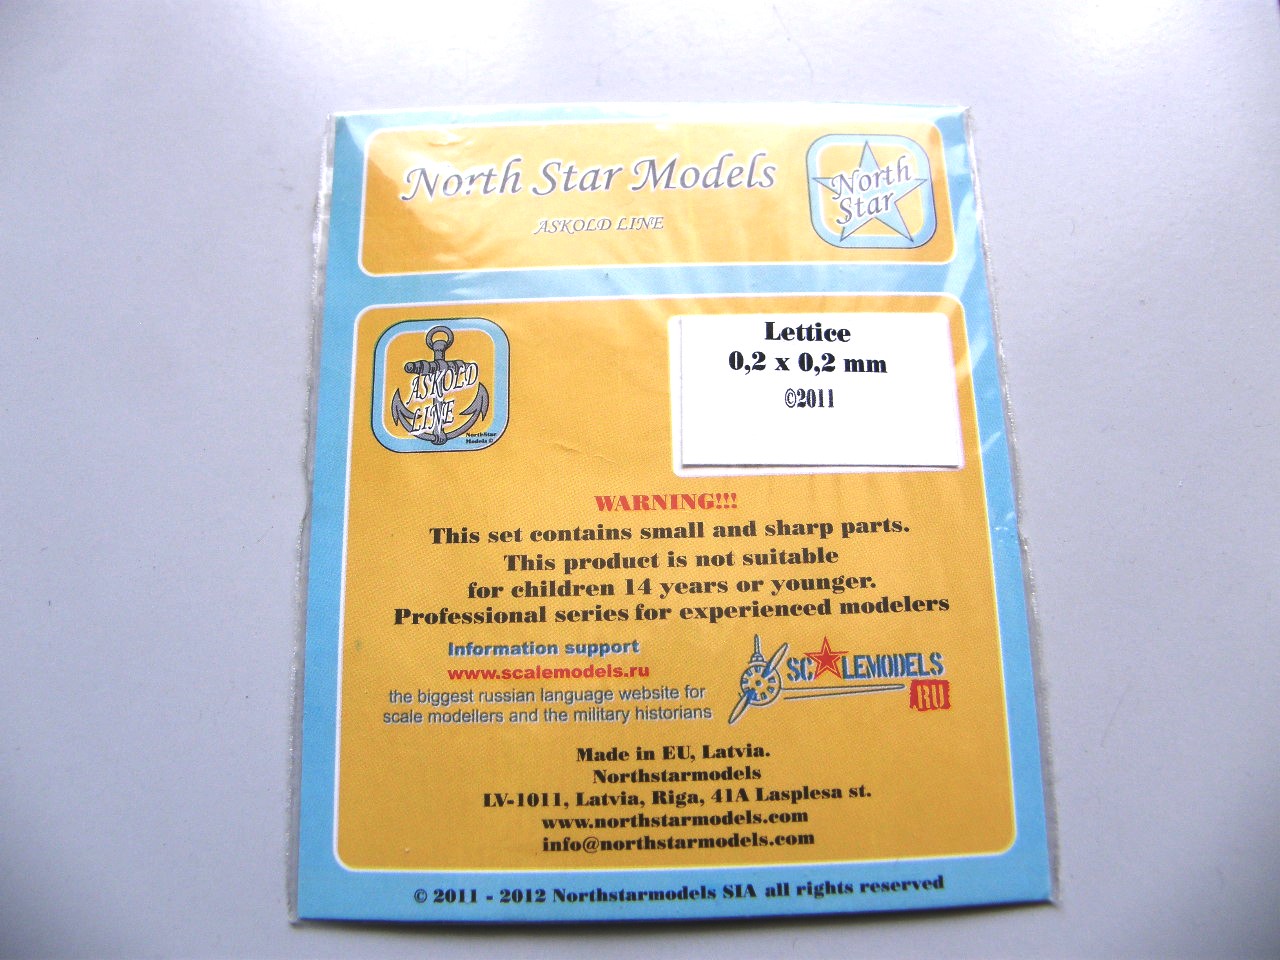 North Star Models
ASKOLD LINE
North
Star
ASKOLD
LINE
NorthStar
Models ©
Lettice
0,2 x 0,2 mm
©2011
WARNING!!!
This set contains small and sharp parts.
This product is not suitable
for children 14 years or younger.
Professional series for experienced modelers
Information support
www.scalemodels.ru
the biggest russian language website for
scale modellers and the military historians
SCALEMODELS
RU
Made in EU, Latvia.
Northstarmodels
LV-1011, Latvia, Riga, 41A Lasplesa st.
www.northstarmodels.com
info@northstarmodels.com
© 2011 - 2012 Northstarmodels SIA all rights reserved